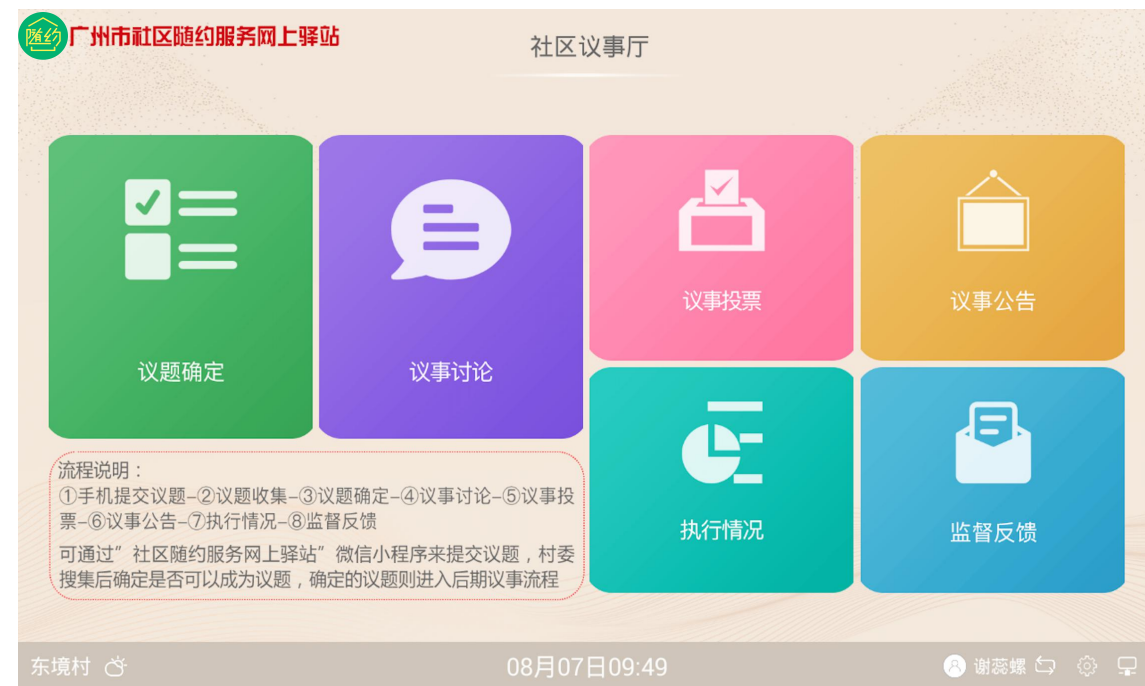 随约
广州市社区随约服务网上驿站
社区议事厅
议题确定
议事讨论
议事投票
议事公告
执行情况
监督反馈
流程说明：
①手机提交议题–②议题收集–③议题确定–④议事讨论–⑤议事投
票–⑥议事公告–⑦执行情况–⑧监督反馈
可通过”社区随约服务网上驿站”微信小程序来提交议题，村委
搜集后确定是否可以成为议题，确定的议题则进入后期议事流程
东境村
08月07日09:49
谢蕊螺